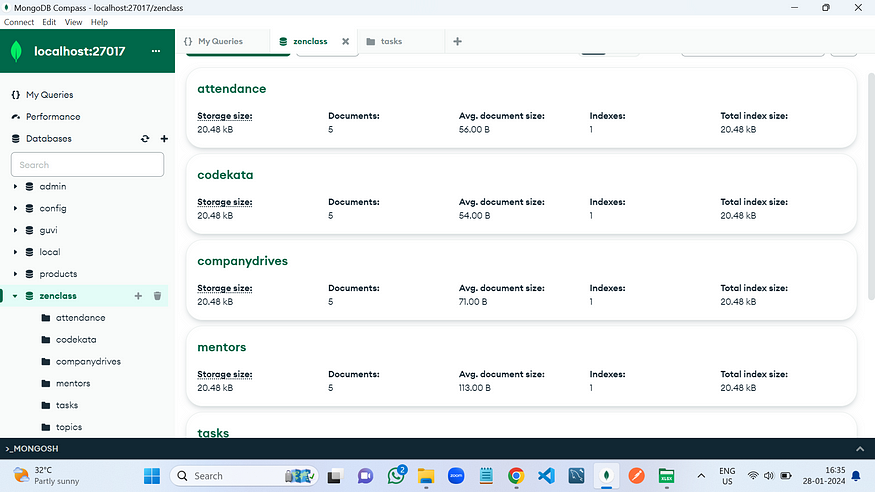 MongoDB Compass - localhost:27017/zenclass
Connect Edit View Help
localhost:27017 ...
{} My Queries
zenclass
tasks
My Queries
Performance
Databases
Search
admin
config
guvi
local
products
zenclass
attendance
codekata
companydrives
mentors
tasks
topics
attendance
Storage size: Documents: Avg. document size: Indexes: Total index size:
20.48 kB 5 56.00 B 1 20.48 kB
codekata
Storage size: Documents: Avg. document size: Indexes: Total index size:
20.48 kB 5 54.00 B 1 20.48 kB
companydrives
Storage size: Documents: Avg. document size: Indexes: Total index size:
20.48 kB 5 71.00 B 1 20.48 kB
mentors
Storage size: Documents: Avg. document size: Indexes: Total index size:
20.48 kB 5 113.00 B 1 20.48 kB
tasks
>_MONGOSH
32°C
Partly sunny
Search
2
zoom
XLSX
ENG
US
16:35
28-01-2024